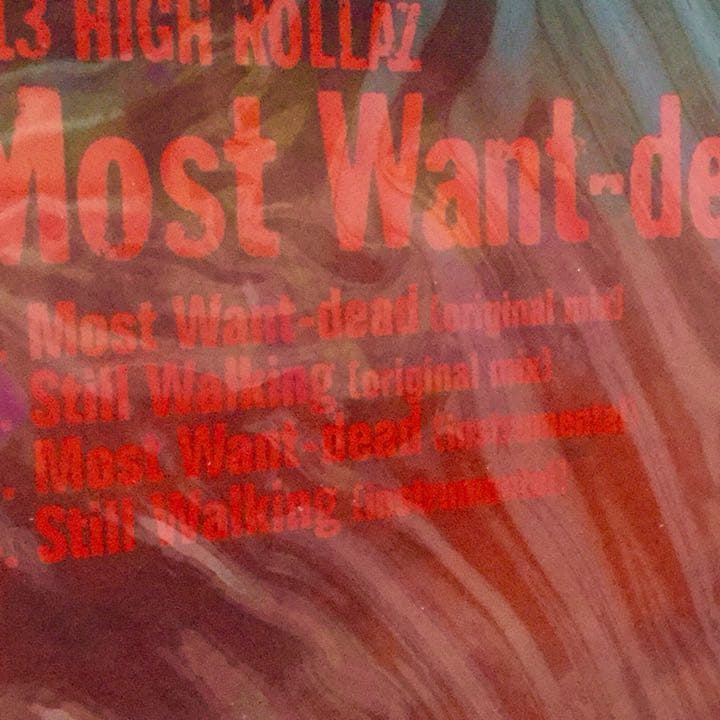 13 HIGH ROLLAZ
Most Want-de
Most Want-dead (original mix)
Still Walking (original mix)
Most Want-dead (instrumental)
Still Walking (instrumental)